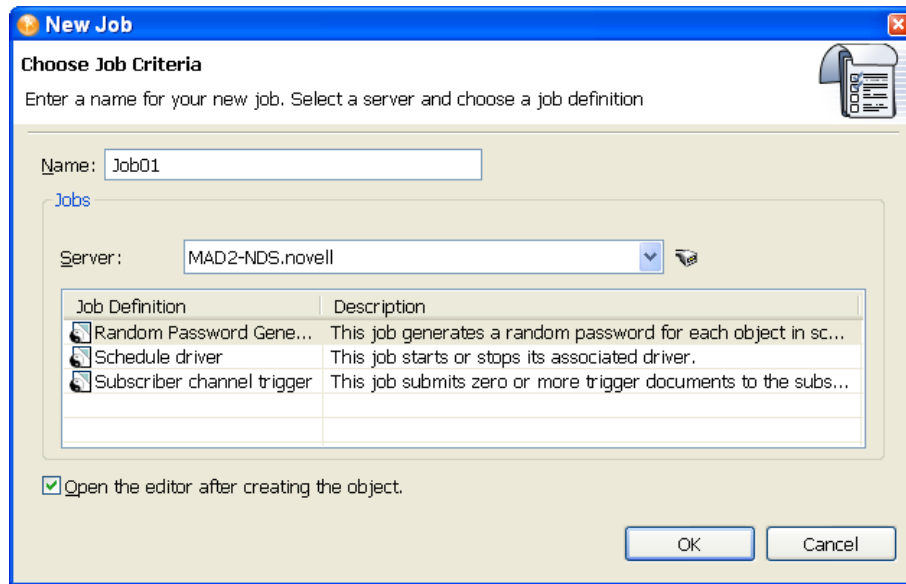 New Job
Choose Job Criteria
Enter a name for your new job. Select a server and choose a job definition
Name: Job01
Jobs
Server: MAD2-NDS.novell
Job Definition Description
Random Password Gene... This job generates a random password for each object in sc...
Schedule driver This job starts or stops its associated driver.
Subscriber channel trigger This job submits zero or more trigger documents to the subs...
Open the editor after creating the object.
OK Cancel